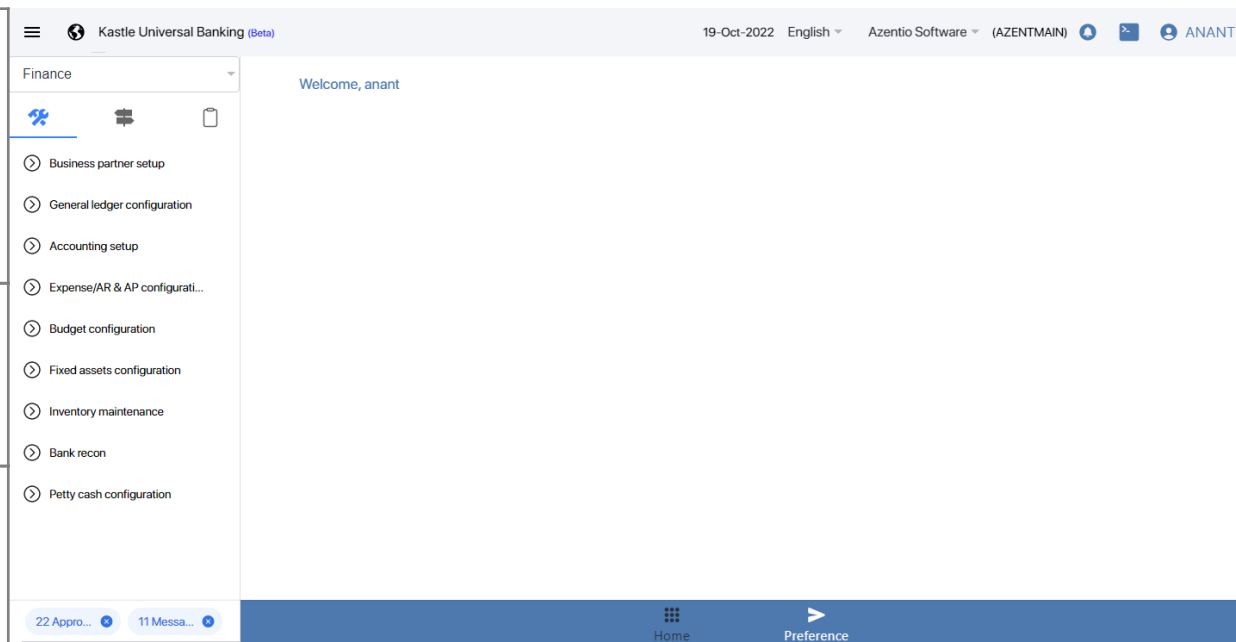 Kastle Universal Banking (Beta) 19-Oct-2022 English Azentio Software (AZENTMAIN) ANANT
Finance
Welcome, anant
Business partner setup
General ledger configuration
Accounting setup
Expense/AR & AP configurati...
Budget configuration
Fixed assets configuration
Inventory maintenance
Bank recon
Petty cash configuration
22 Appro... 11 Messa...
Home Preference